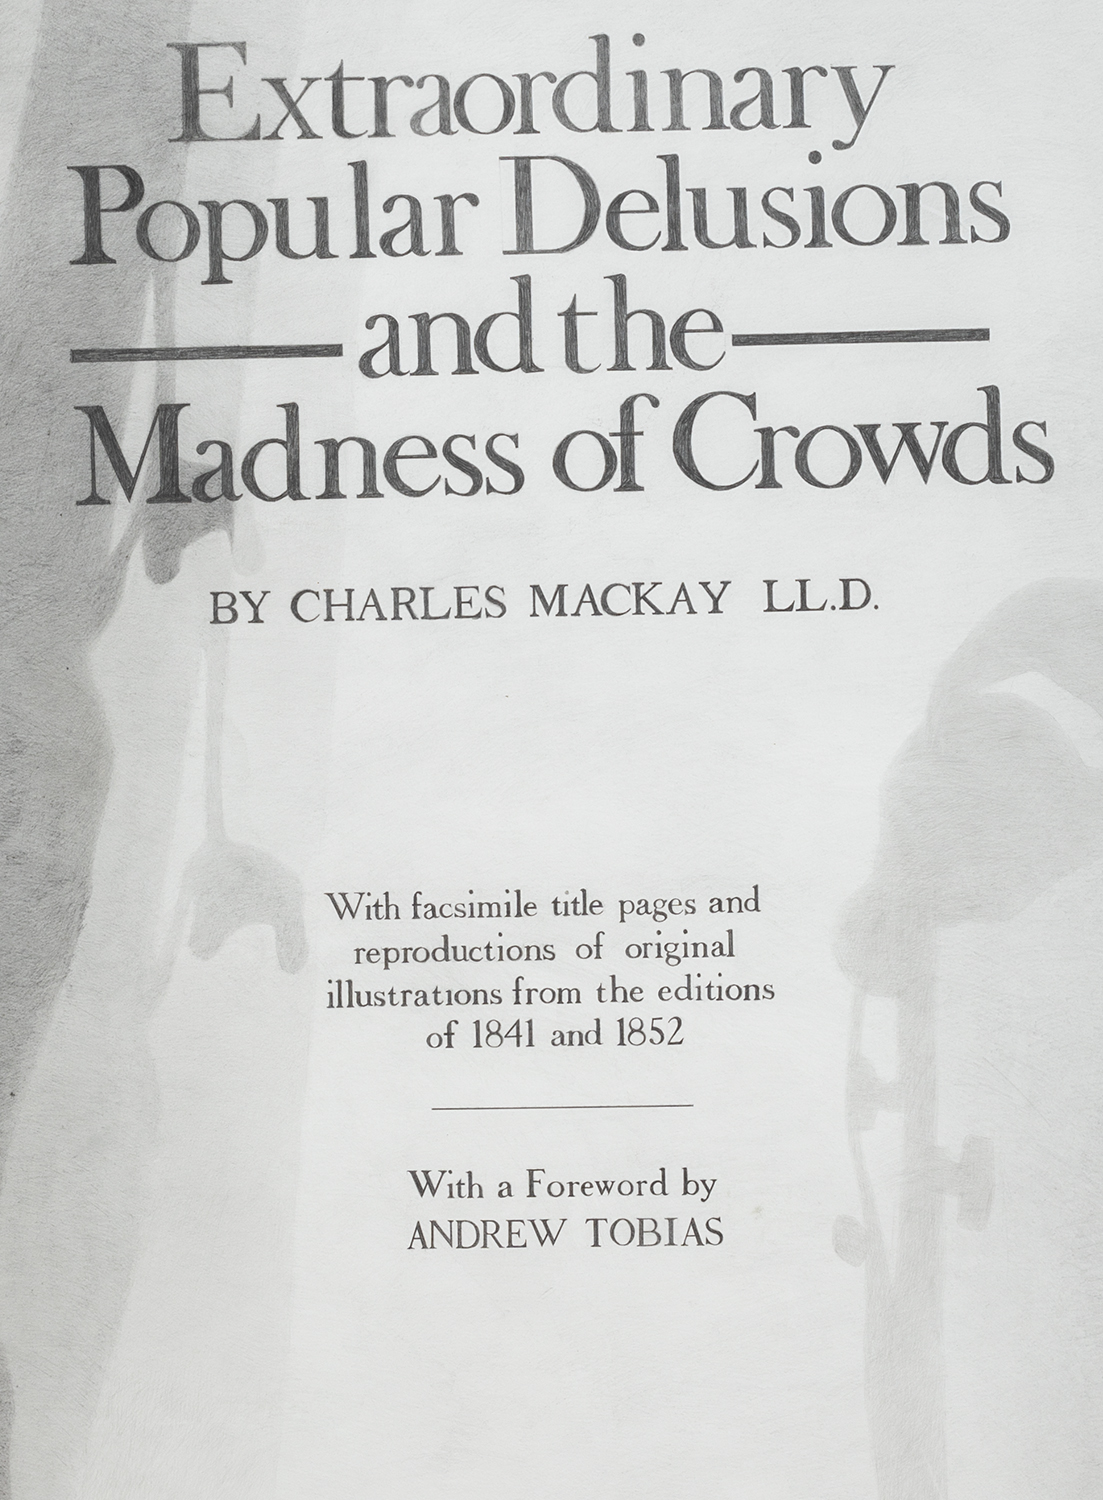 Extraordinary
Popular Delusions
and the
Madness of Crowds
BY CHARLES MACKAY LL.D.
With facsimile title pages and
reproductions of original
illustrations from the editions
of 1841 and 1852
With a Foreword by
ANDREW TOBIAS